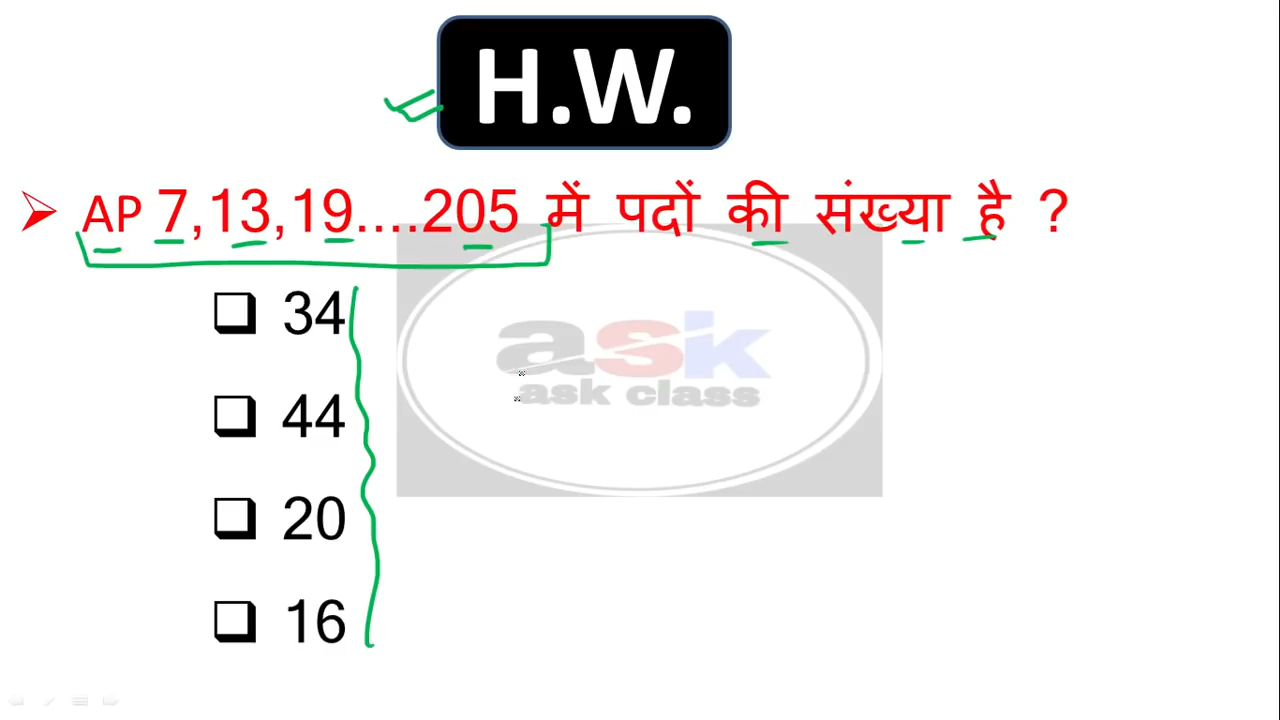 H.W.
AP 7,13,19....205 में पदों की संख्या है ?
34
44
20
16
ask
ask class